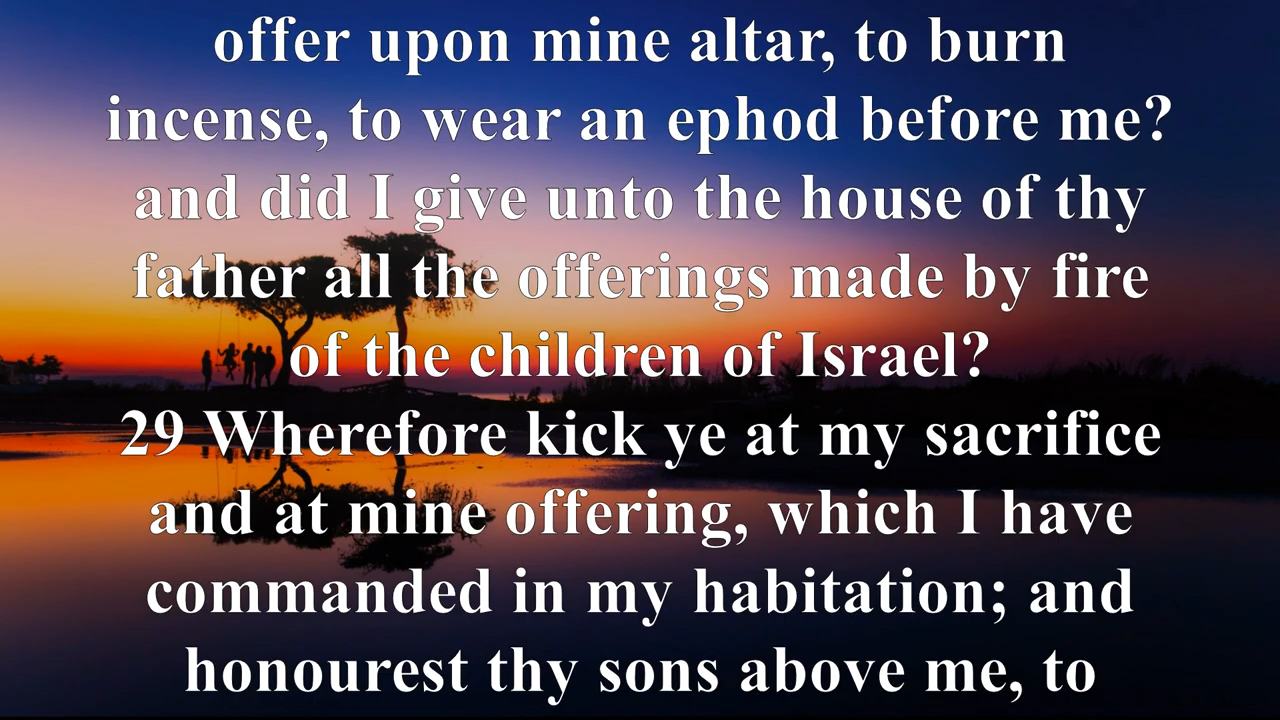 offer upon mine altar, to burn
incense, to wear an ephod before me?
and did I give unto the house of thy
father all the offerings made by fire
of the children of Israel?
29 Wherefore kick ye at my sacrifice
and at mine offering, which I have
commanded in my habitation; and
honourest thy sons above me, to